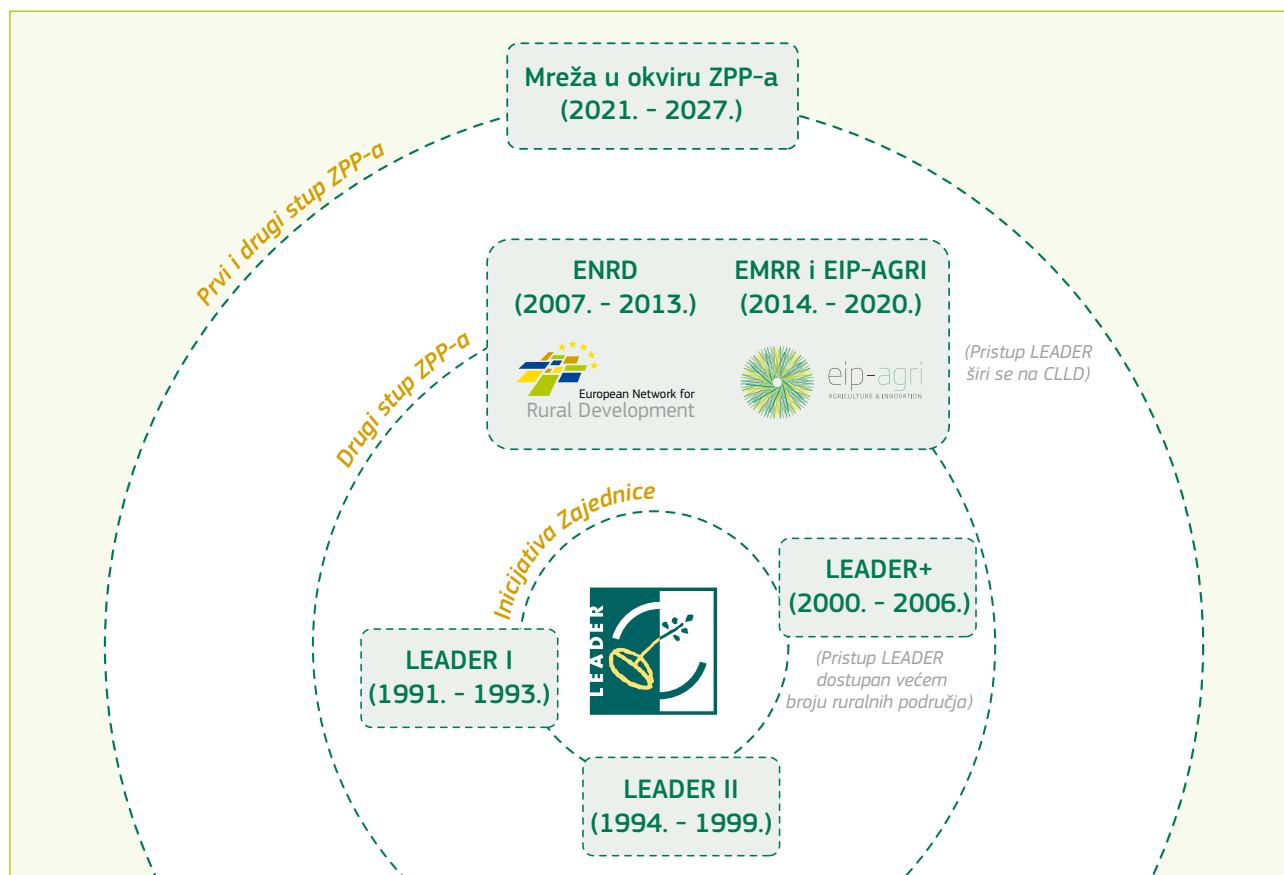 Mreža u okviru ZPP-a
(2021. - 2027.)
Prvi i drugi stup ZPP-a
ENRD
(2007. - 2013.)
European Network for
Rural Development
EMRR i EIP-AGRI
(2014. - 2020.)
eip-agri
AGRICULTURE & INNOVATION
(Pristup LEADER
širi se na CLLD)
Drugi stup ZPP-a
Inicijativa Zajednice
LEADER
LEADER+
(2000. - 2006.)
(Pristup LEADER
dostupan većem
broju ruralnih područja)
LEADER I
(1991. - 1993.)
LEADER II
(1994. - 1999.)